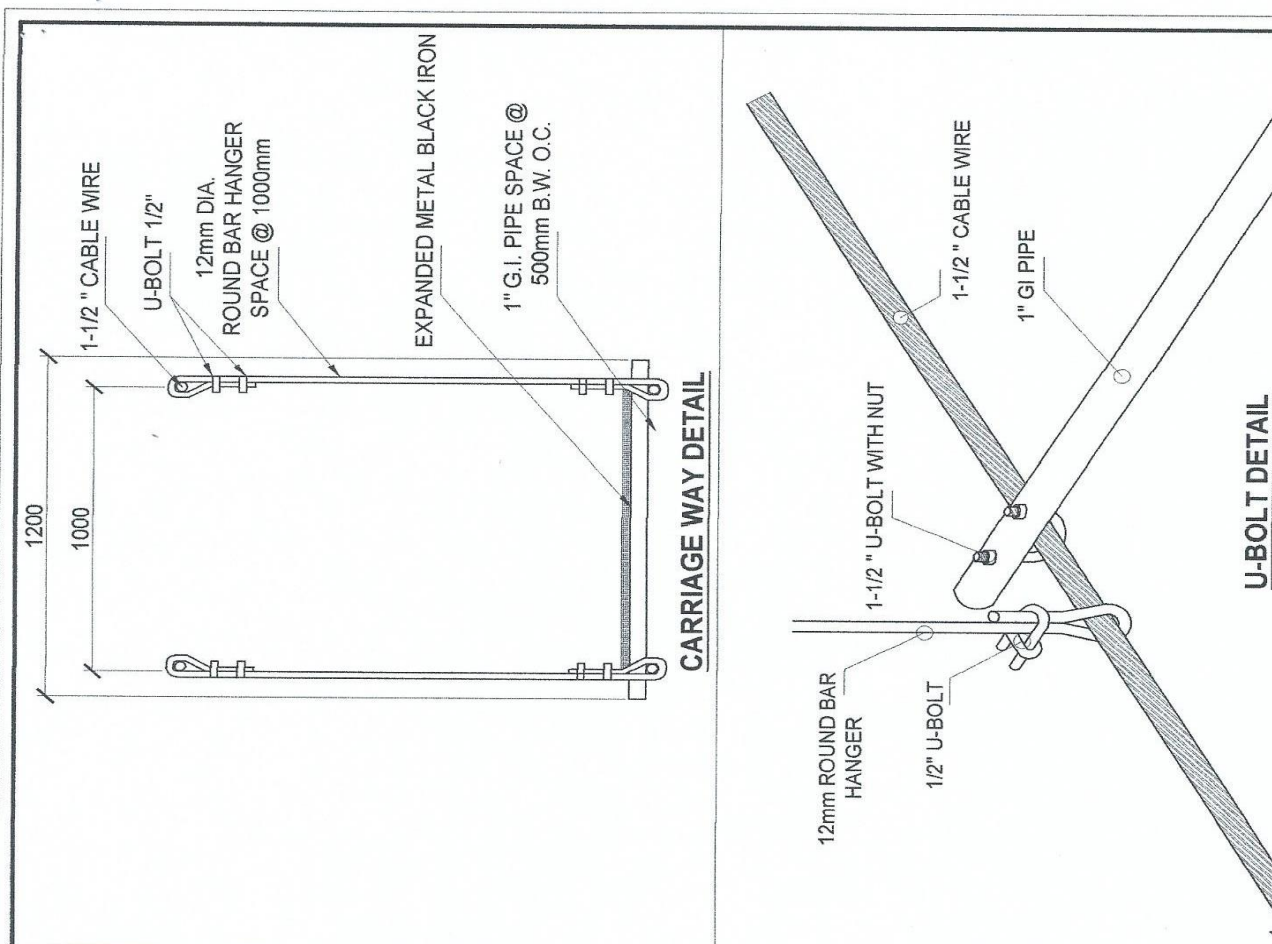 1200
1000
1-1/2 " CABLE WIRE
U-BOLT 1/2"
12mm DIA.
ROUND BAR HANGER
SPACE @ 1000mm
EXPANDED METAL BLACK IRON
1" G.I. PIPE SPACE @
500mm B.W. O.C.
CARRIAGE WAY DETAIL
12mm ROUND BAR
HANGER
1/2" U-BOLT
1-1/2 " U-BOLT WITH NUT
1-1/2 " CABLE WIRE
1" GI PIPE
U-BOLT DETAIL